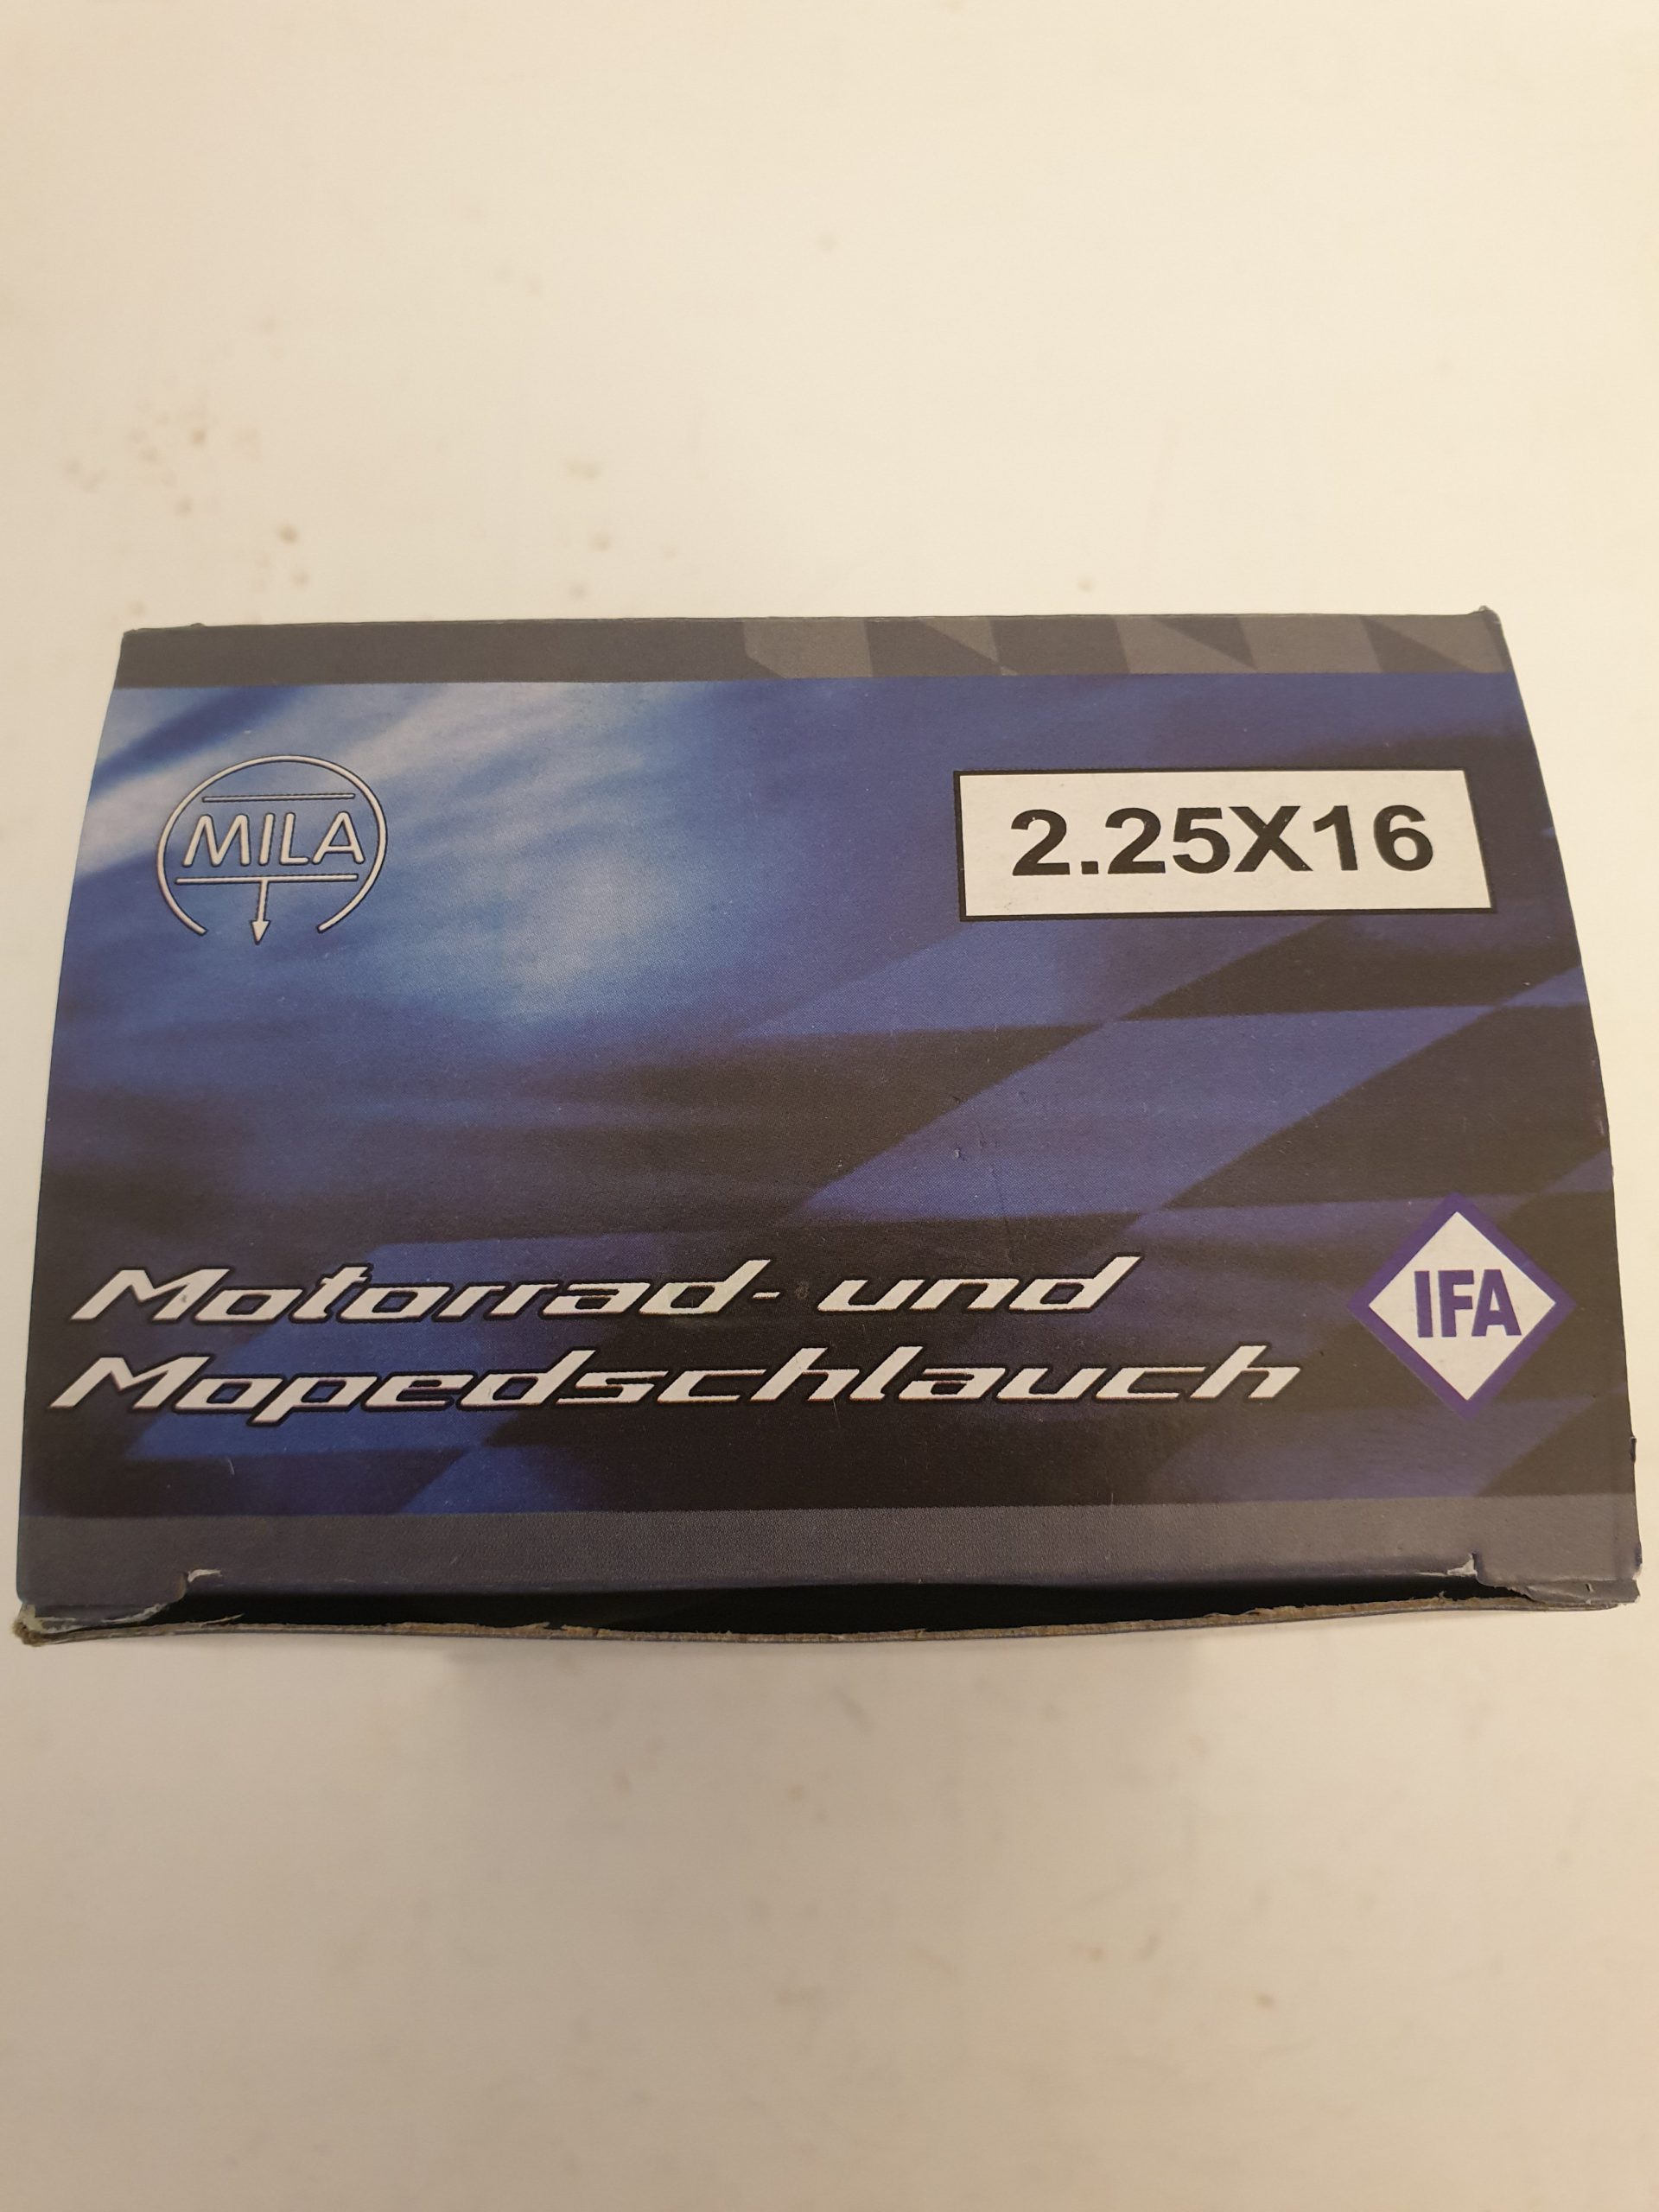 MILA
2.25X16
Motorrad- und
Mopedschlauch
IFA